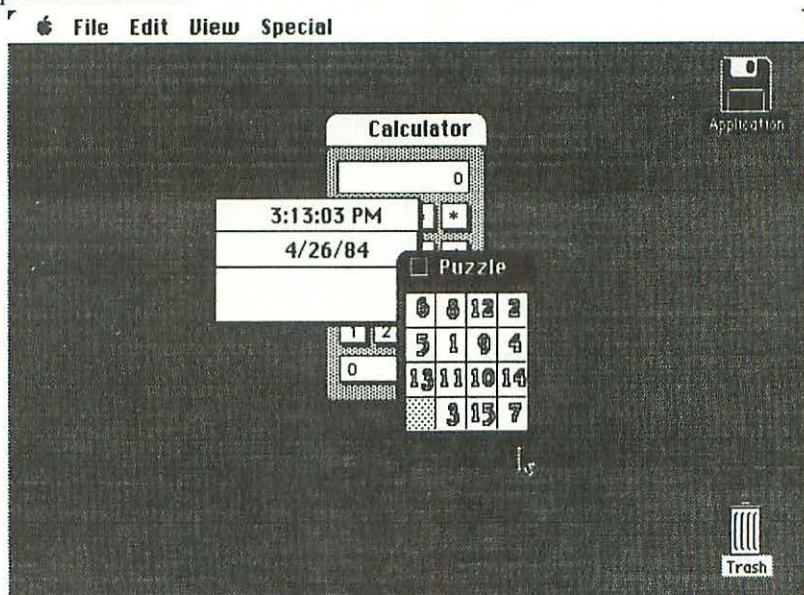 File Edit View Special
Application
Calculator
0
*
3:13:03 PM
4/26/84
Puzzle
6 8 12 2
5 1 9 4
13 11 10 14
3 15 7
1 2
0
Trash